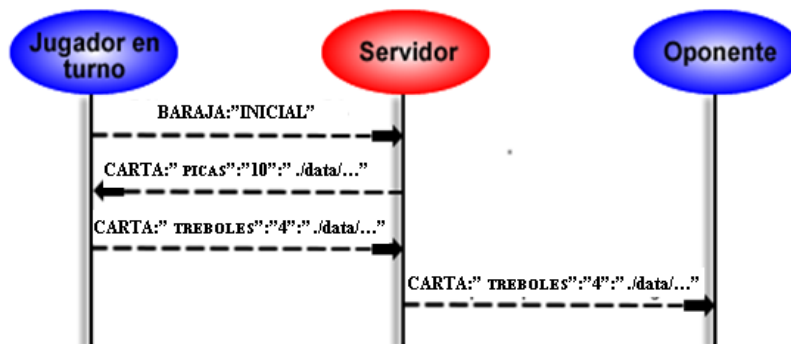 Jugador en
turno
Servidor
Oponente
BARAJA:”INICIAL”
CARTA:” PICAS”:”10”:” ./data/…”
CARTA:” TREBOLES”:”4”:” ./data/…”
CARTA:” TREBOLES”:”4”:” ./data/…”